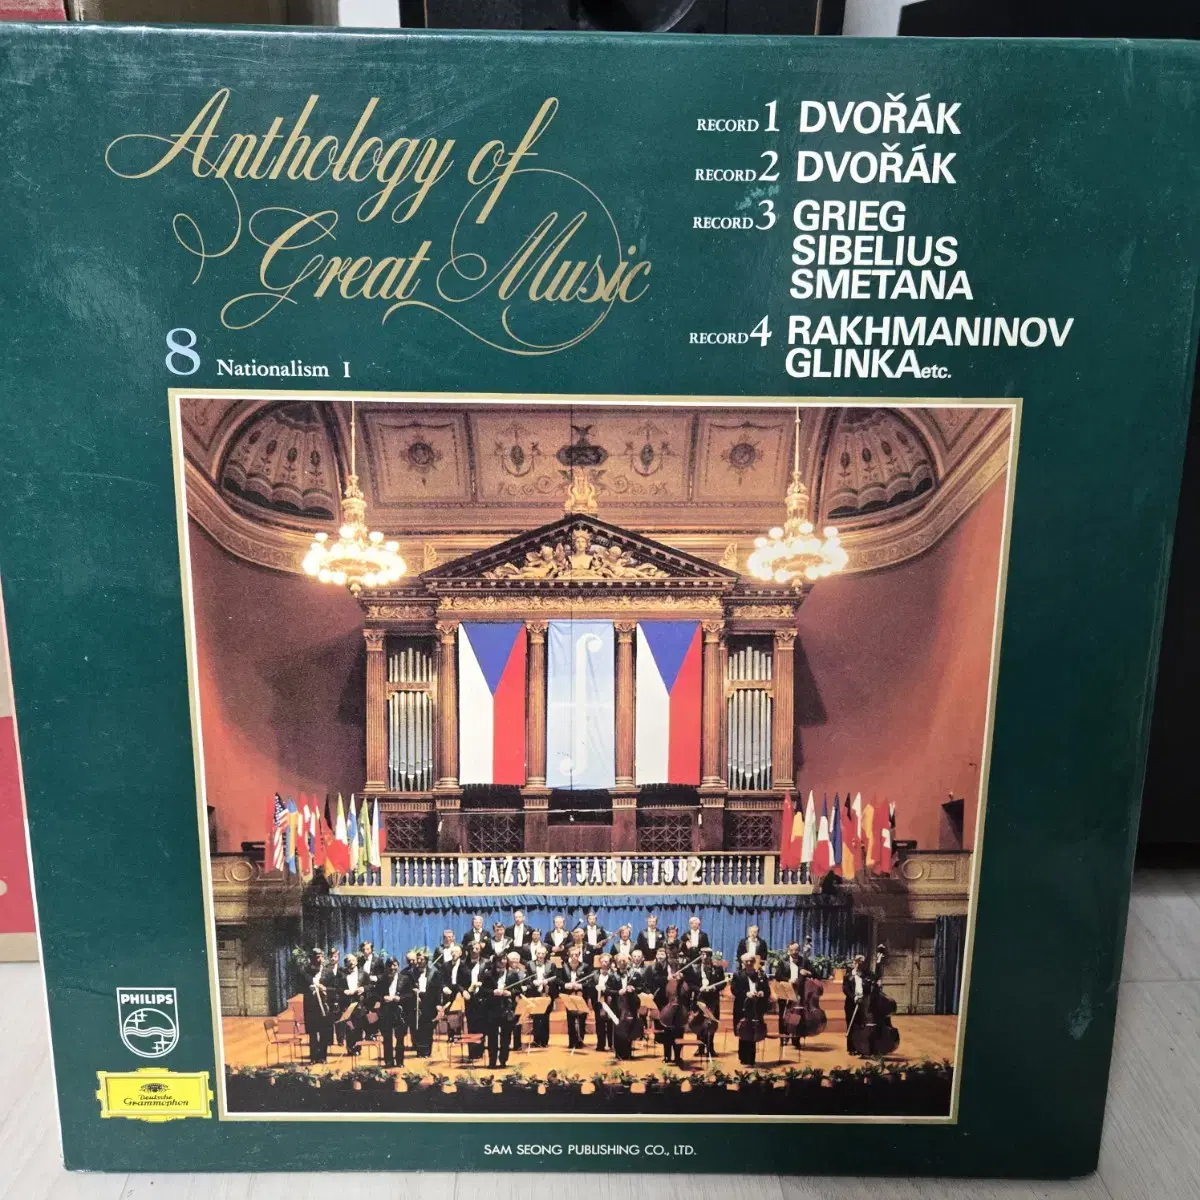 Anthology of
Great Music
8 Nationalism I
RECORD 1 DVOŘÁK
RECORD 2 DVOŘÁK
RECORD 3 GRIEG
SIBELIUS
SMETANA
RECORD 4 RAKHMANINOV
GLINKA etc.
PRAŽSKÉ JARO 1982
PHILIPS
Deutsche
Grammophon
SAM SEONG PUBLISHING CO., LTD.